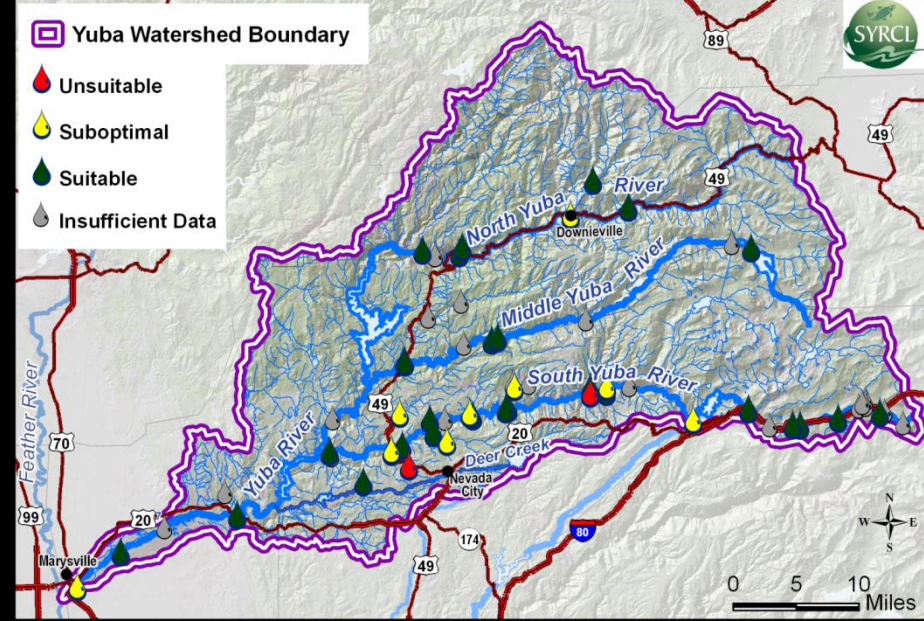 Yuba Watershed Boundary
Unsuitable
Suboptimal
Suitable
Insufficient Data
SYRCL
89
49
49
North Yuba River
Downieville
Middle Yuba River
South Yuba River
49
20
Deer Creek
Nevada
City
Yuba River
Feather River
70
99
20
Marysville
49
174
80
N
W
E
S
0 5 10
Miles